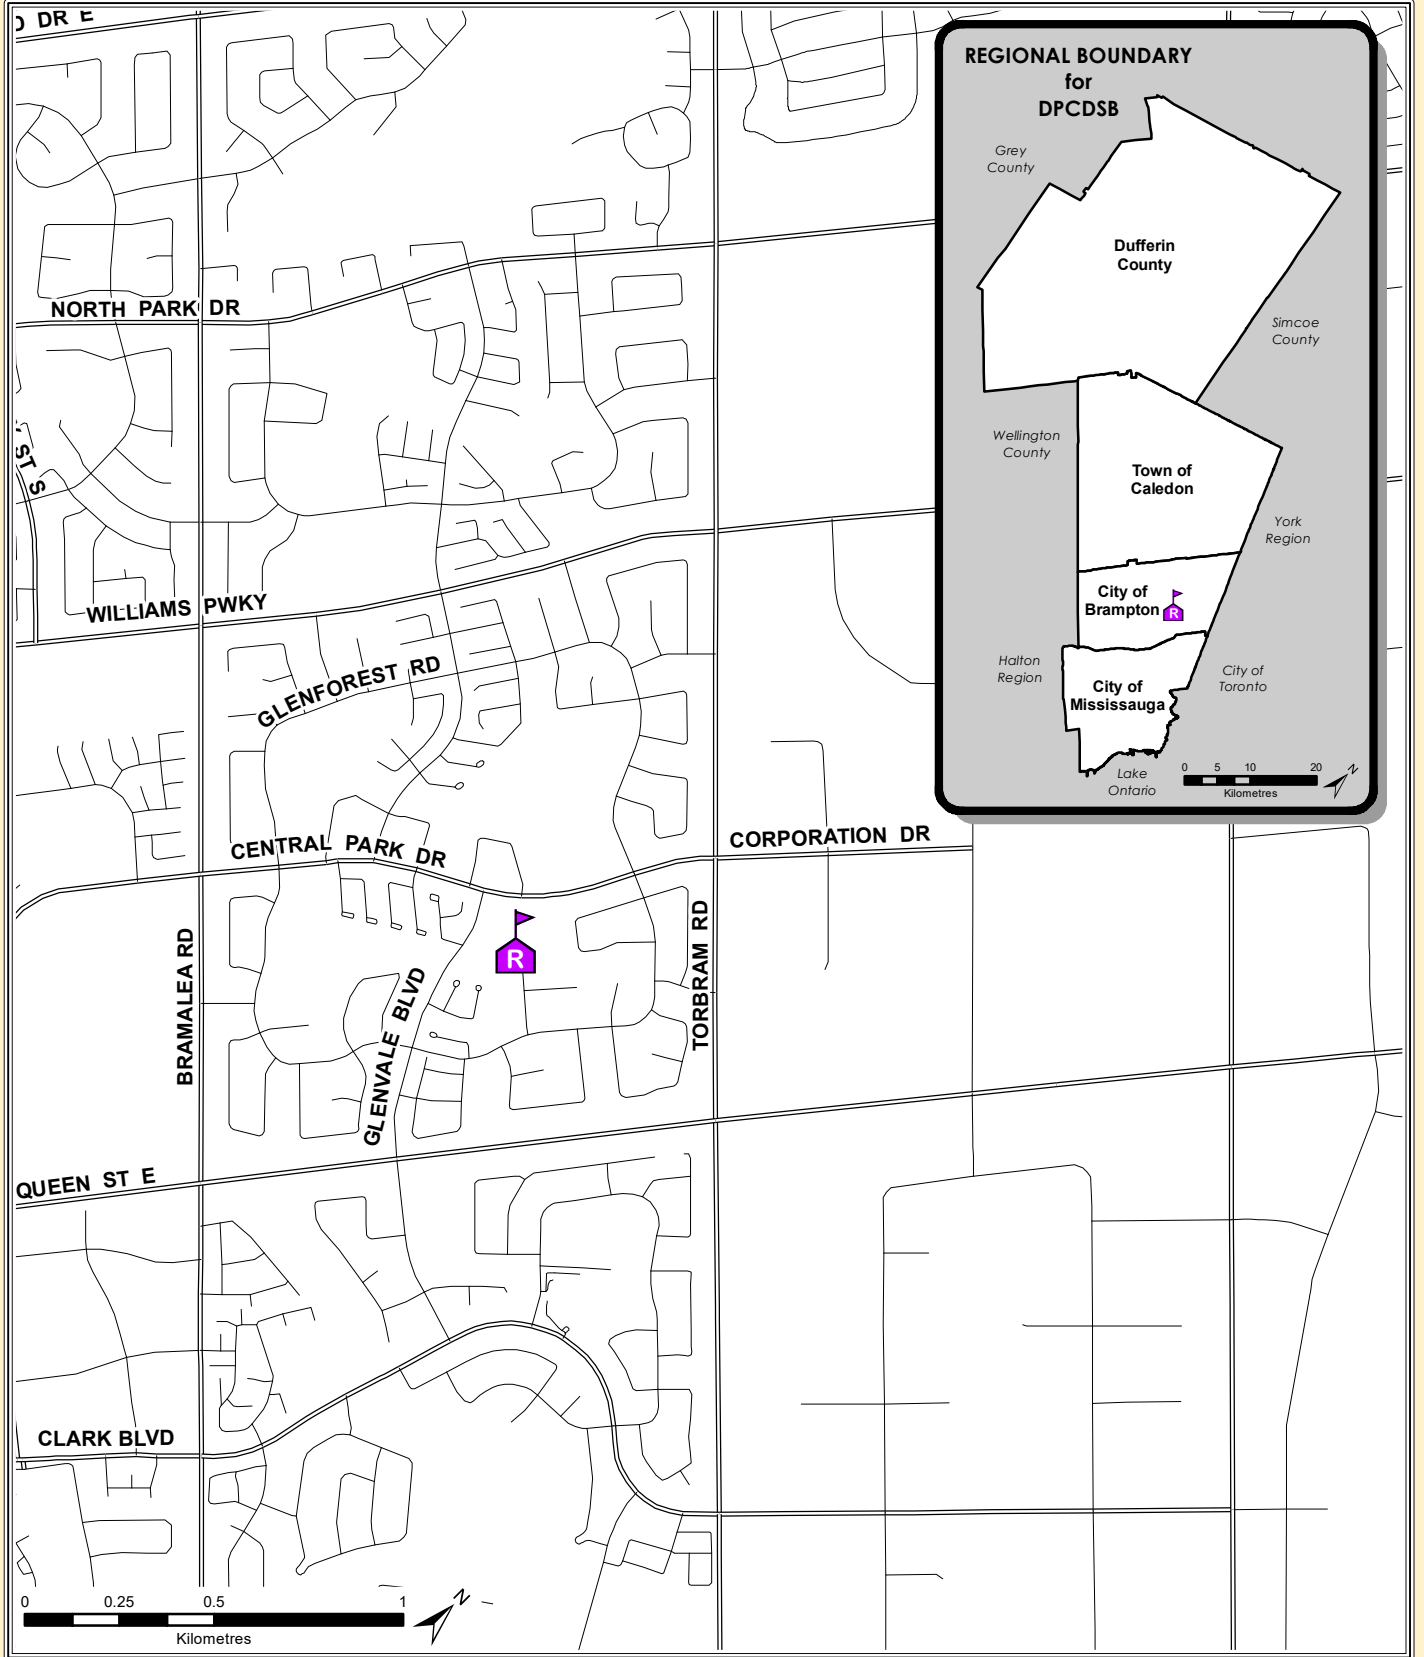 D DR E
REGIONAL BOUNDARY
for
DPCDSB
Grey
County
Dufferin
County
Simcoe
County
Wellington
County
Town of
Caledon
York
Region
City of
Brampton
R
Halton
Region
City of
Toronto
City of
Mississauga
Lake
Ontario
0 5 10 20
Kilometres
N
NORTH PARK DR
ST S
WILLIAMS PWKY
GLENFOREST RD
CENTRAL PARK DR
CORPORATION DR
R
BRAMALEA RD
GLENVALE BLVD
TORBRAM RD
QUEEN ST E
CLARK BLVD
0 0.25 0.5 1
Kilometres
N